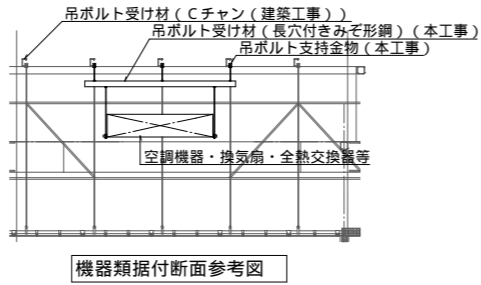 吊ボルト受け材(Cチャン(建築工事))
吊ボルト受け材(長穴付きみぞ形鋼)(本工事)
吊ボルト支持金物(本工事)
空調機器・換気扇・全熱交換器等
機器類据付断面参考図